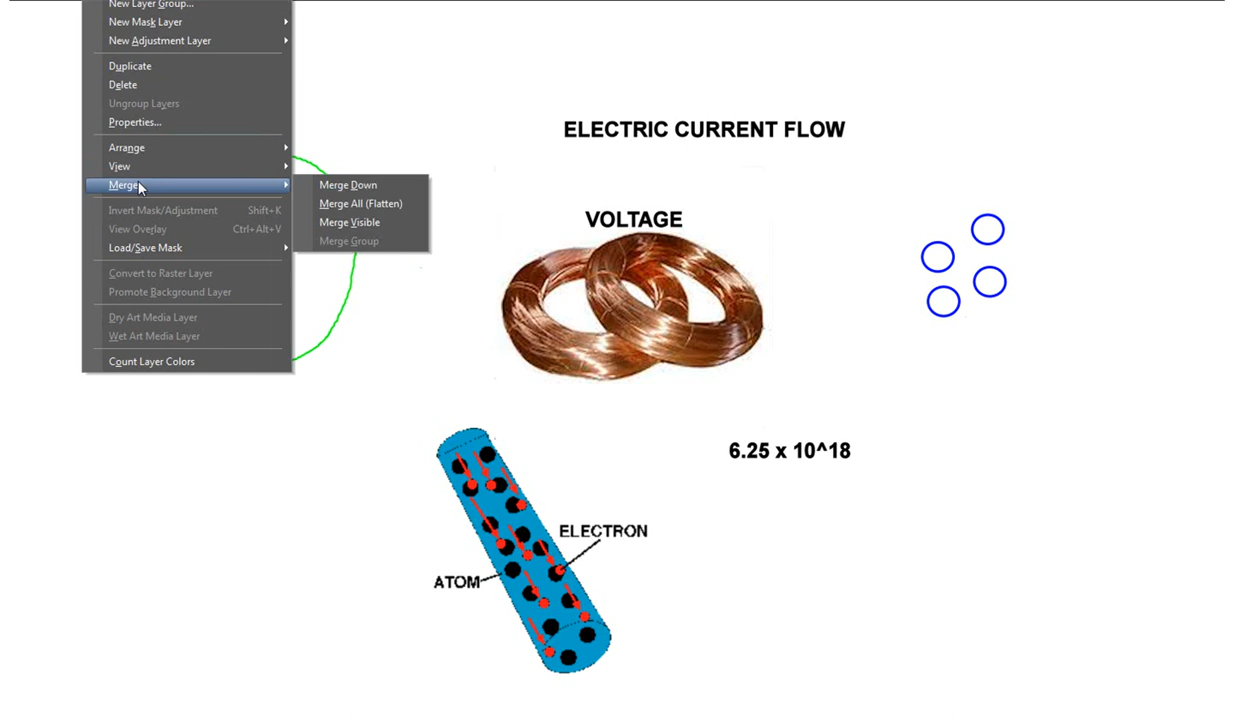 New Layer Group...
New Mask Layer
New Adjustment Layer
Duplicate
Delete
Ungroup Layers
Properties...
Arrange
View
Merge
Invert Mask/Adjustment Shift+K
View Overlay Ctrl+Alt+V
Load/Save Mask
Convert to Raster Layer
Promote Background Layer
Dry Art Media Layer
Wet Art Media Layer
Count Layer Colors
Merge Down
Merge All (Flatten)
Merge Visible
Merge Group
ELECTRIC CURRENT FLOW
VOLTAGE
6.25 x 10^18
ELECTRON
ATOM